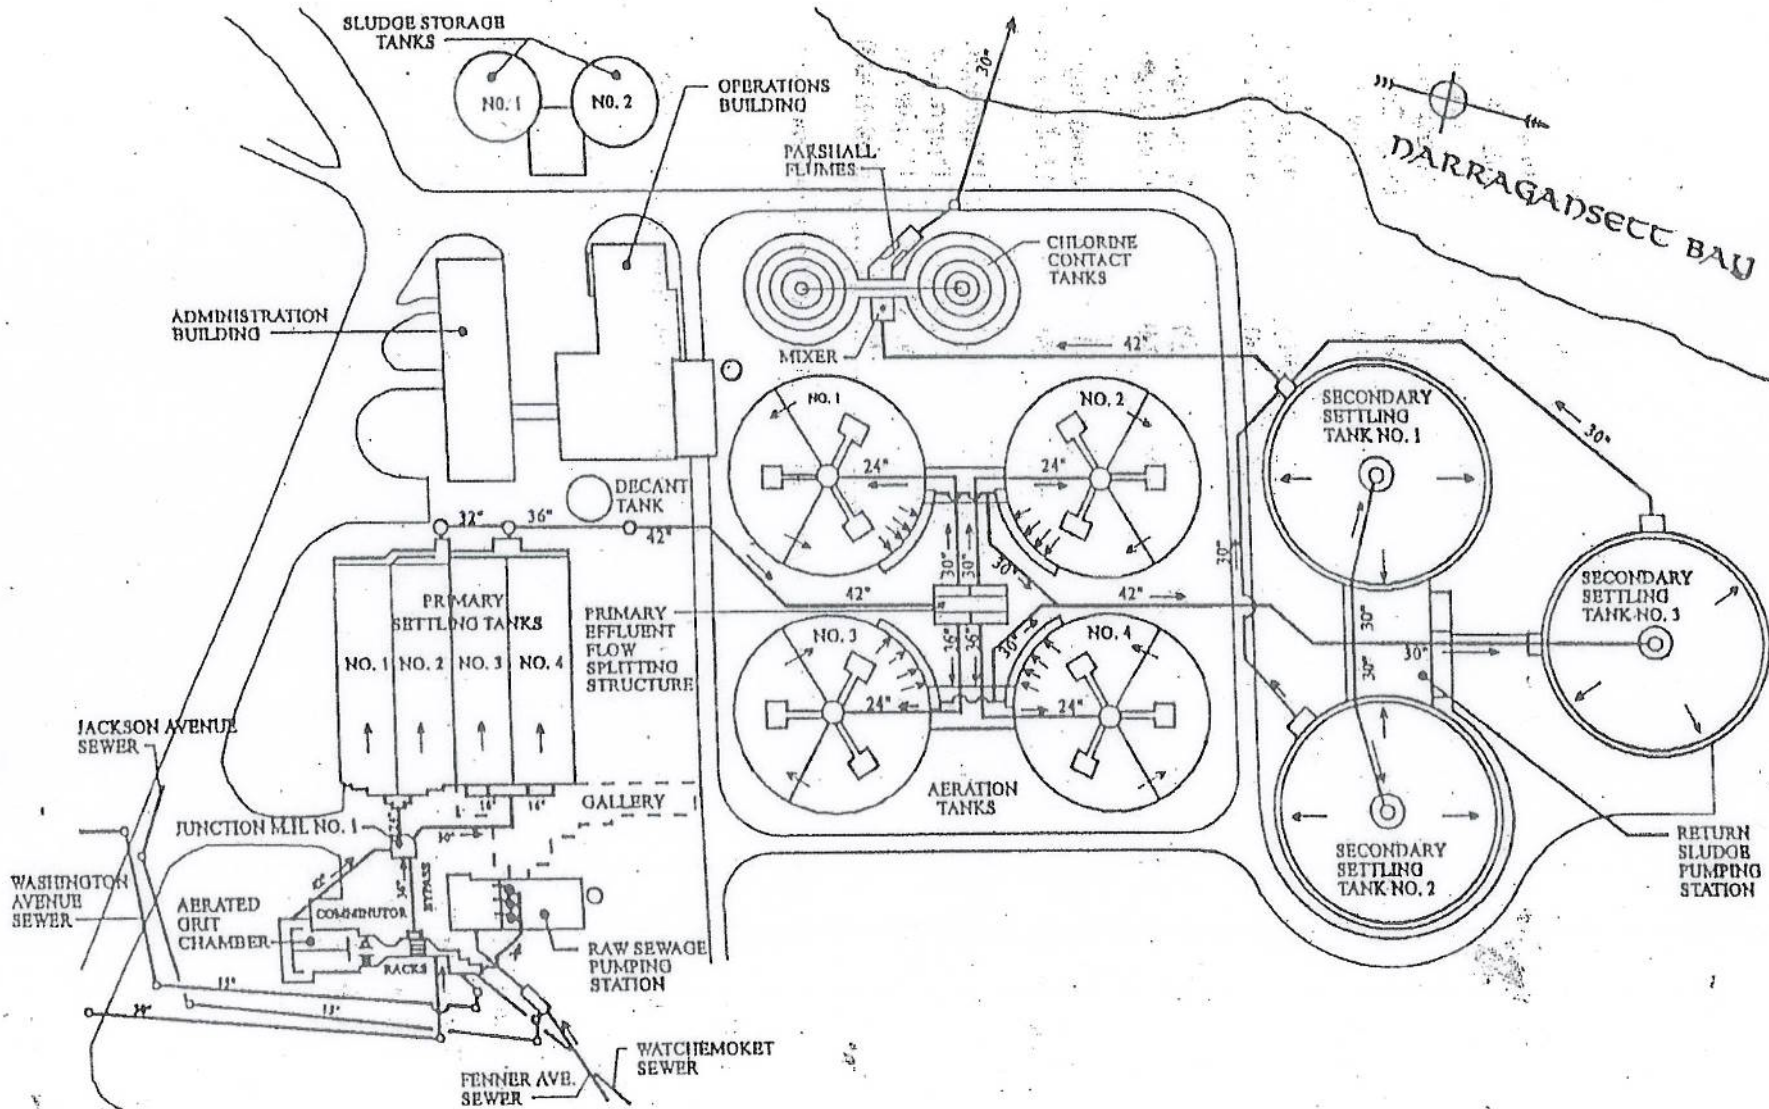 SLUDGE STORAGE
TANKS
NO. 1
NO. 2
OPERATIONS
BUILDING
30"
PARSHALL
FLUMES
NARRAGANSETT BAY
CHLORINE
CONTACT
TANKS
ADMINISTRATION
BUILDING
MIXER
42"
NO. 1
NO. 2
SECONDARY
SETTLING
TANK NO. 1
30"
24"
24"
DECANT
TANK
32"
36"
42"
30"
30"
30"
30"
SECONDARY
SETTLING
TANK NO. 3
PRIMARY
SETTLING TANKS
42"
42"
PRIMARY
EFFLUENT
FLOW
SPLITTING
STRUCTURE
NO. 3
NO. 4
36"
36"
30"
30"
30"
30"
NO. 1
NO. 2
NO. 3
NO. 4
24"
24"
JACKSON AVENUE
SEWER
AERATION
TANKS
GALLERY
JUNCTION M.H. NO. 1
30"
BYPASS
WASHINGTON
AVENUE
SEWER
AERATED
GRIT
CHAMBER
COMMINUTOR
RACKS
RAW SEWAGE
PUMPING
STATION
SECONDARY
SETTLING
TANK NO. 2
RETURN
SLUDGE
PUMPING
STATION
WATCHEMOKET
SEWER
FENNER AVE.
SEWER